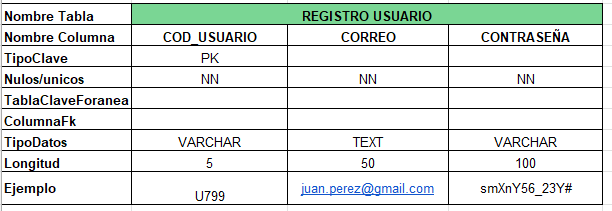 Nombre Tabla REGISTRO USUARIO
Nombre Columna COD_USUARIO CORREO CONTRASEÑA
TipoClave PK
Nulos/unicos NN NN NN
TablaClaveForanea
ColumnaFk
TipoDatos VARCHAR TEXT VARCHAR
Longitud 5 50 100
Ejemplo U799 juan.perez@gmail.com smXnY56_23Y#